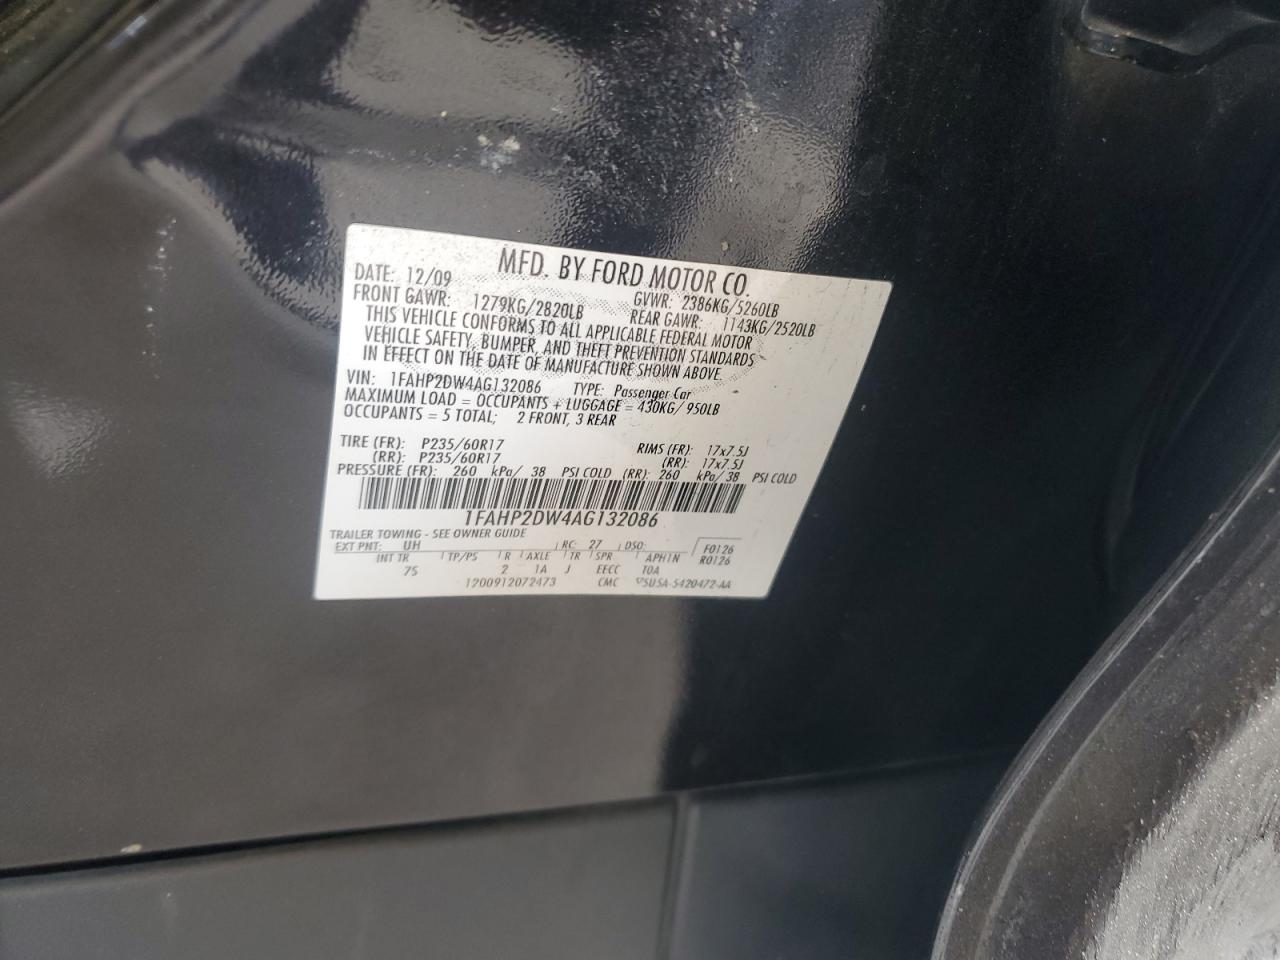 MFD. BY FORD MOTOR CO.
DATE: 12/09 GVWR: 2386KG/5260LB
FRONT GAWR: 1279KG/2820LB REAR GAWR: 1143KG/2520LB
THIS VEHICLE CONFORMS TO ALL APPLICABLE FEDERAL MOTOR
VEHICLE SAFETY, BUMPER, AND THEFT PREVENTION STANDARDS
IN EFFECT ON THE DATE OF MANUFACTURE SHOWN ABOVE.
VIN: 1FAHP2DW4AG132086 TYPE: Passenger Car
MAXIMUM LOAD = OCCUPANTS + LUGGAGE = 430KG/ 950LB
OCCUPANTS = 5 TOTAL; 2 FRONT, 3 REAR
TIRE (FR): P235/60R17 RIMS (FR): 17x7.5J
(RR): P235/60R17 (RR): 17x7.5J
PRESSURE (FR): 260 kPa/ 38 PSI COLD (RR): 260 kPa/ 38 PSI COLD
1FAHP2DW4AG132086
TRAILER TOWING - SEE OWNER GUIDE
EXT PNT: UH RC: 27 DSO: F0126
INT TR TP/PS R AXLE TR SPR APH1N R0126
7S 2 1A J EECC T0A
1200912072473 CMC 5U5A-5420472-AA